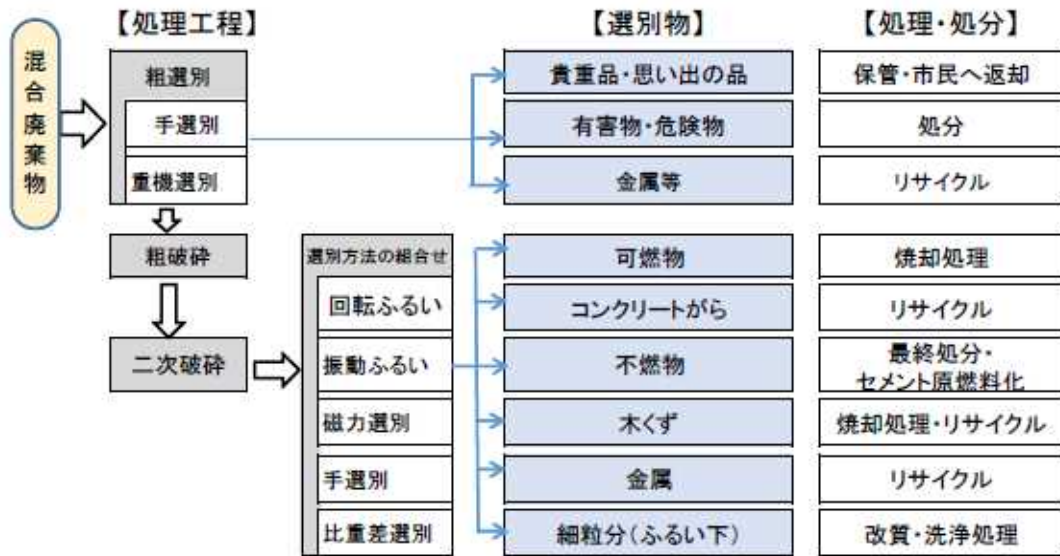 【処理工程】
【選別物】
【処理・処分】
混合廃棄物
粗選別
手選別
重機選別
貴重品・思い出の品
保管・市民へ返却
有害物・危険物
処分
金属等
リサイクル
粗破砕
二次破砕
選別方法の組合せ
回転ふるい
振動ふるい
磁力選別
手選別
比重差選別
可燃物
焼却処理
コンクリートがら
リサイクル
不燃物
最終処分・
セメント原燃料化
木くず
焼却処理・リサイクル
金属
リサイクル
細粒分(ふるい下)
改質・洗浄処理